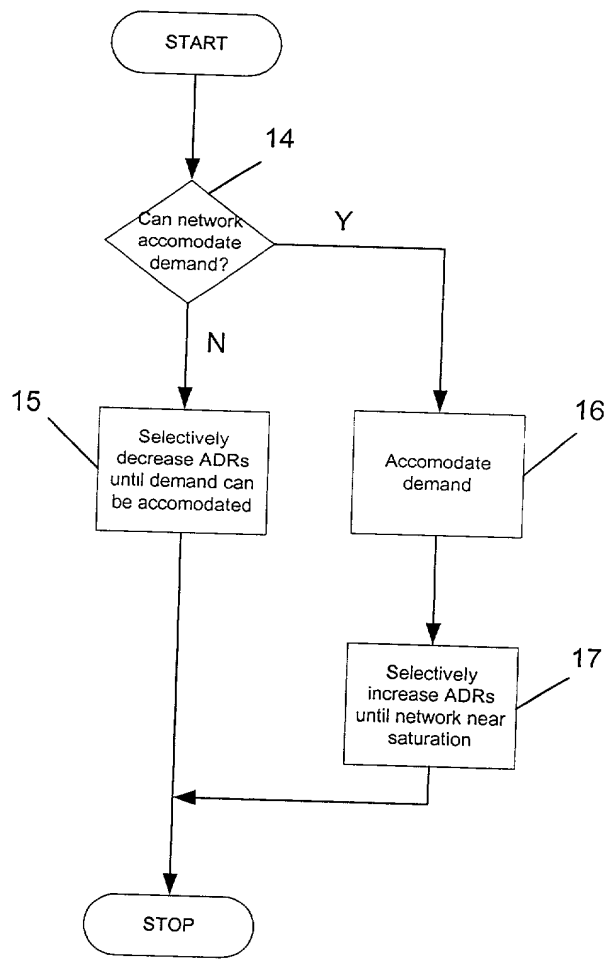 START
14
Can network
accomodate
demand?
Y
N
15
Selectively
decrease ADRs
until demand can
be accomodated
16
Accomodate
demand
17
Selectively
increase ADRs
until network near
saturation
STOP